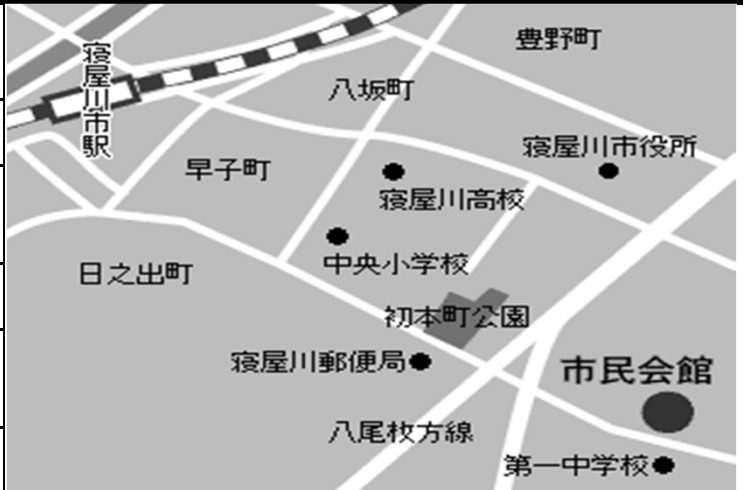 豊野町
寝屋川市駅
八坂町
寝屋川市役所
早子町
寝屋川高校
中央小学校
日之出町
初本町公園
寝屋川郵便局
市民会館
八尾枚方線
第一中学校